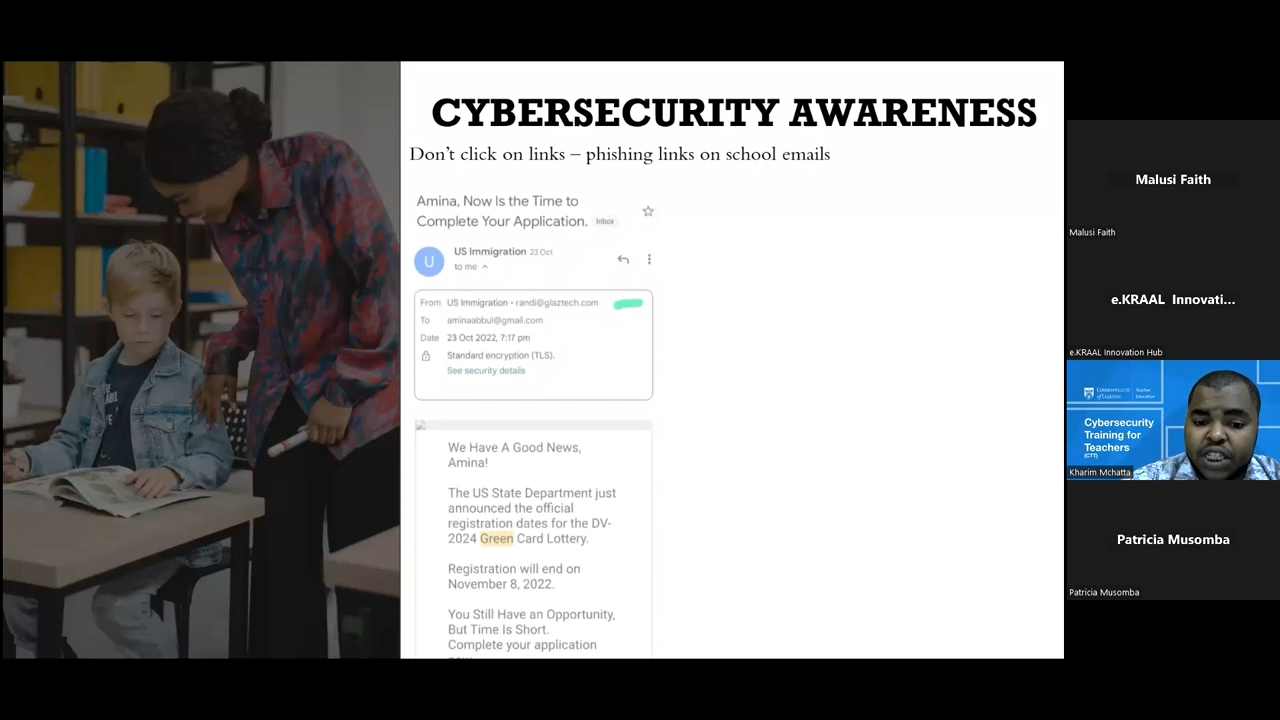 CYBERSECURITY AWARENESS
Don't click on links – phishing links on school emails
Amina, Now Is the Time to
Complete Your Application. Inbox
U
US Immigration 23 Oct
to me
From US Immigration • randi@glaztech.com
To aminaabbul@gmail.com
Date 23 Oct 2022, 7:17 pm
Standard encryption (TLS).
See security details
We Have A Good News,
Amina!
The US State Department just
announced the official
registration dates for the DV-
2024 Green Card Lottery.
Registration will end on
November 8, 2022.
You Still Have an Opportunity,
But Time Is Short.
Complete your application
Malusi Faith
Malusi Faith
e.KRAAL Innovati...
e.KRAAL Innovation Hub
COMMONWEALTH
of LEARNING
Teacher
Education
Cybersecurity
Training for
Teachers
(CTT)
Kharim Mchatta
Patricia Musomba
Patricia Musomba